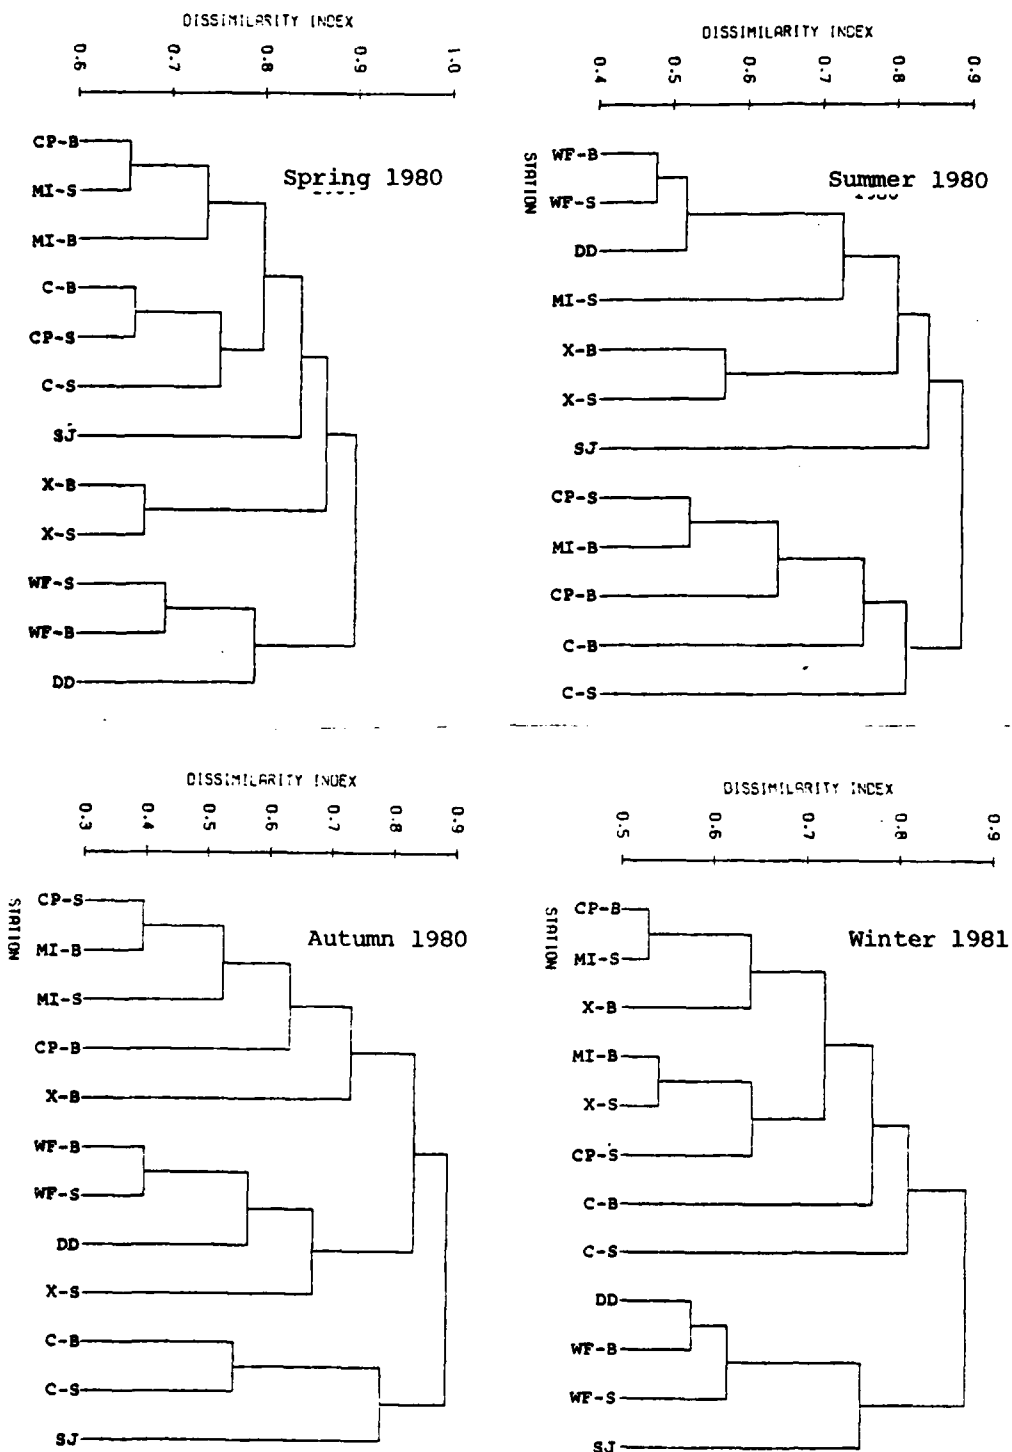 DISSIMILARITY INDEX
0.6 0.7 0.8 0.9 1.0
Spring 1980
CP-B
MI-S
MI-B
C-B
CP-S
C-S
SJ
X-B
X-S
WF-S
WF-B
DD
DISSIMILARITY INDEX
0.4 0.5 0.6 0.7 0.8 0.9
STATION
Summer 1980
WF-B
WF-S
DD
MI-S
X-B
X-S
SJ
CP-S
MI-B
CP-B
C-B
C-S
DISSIMILARITY INDEX
0.3 0.4 0.5 0.6 0.7 0.8 0.9
STATION
Autumn 1980
CP-S
MI-B
MI-S
CP-B
X-B
WF-B
WF-S
DD
X-S
C-B
C-S
SJ
DISSIMILARITY INDEX
0.5 0.6 0.7 0.8 0.9
STATION
Winter 1981
CP-B
MI-S
X-B
MI-B
X-S
CP-S
C-B
C-S
DD
WF-B
WF-S
SJ